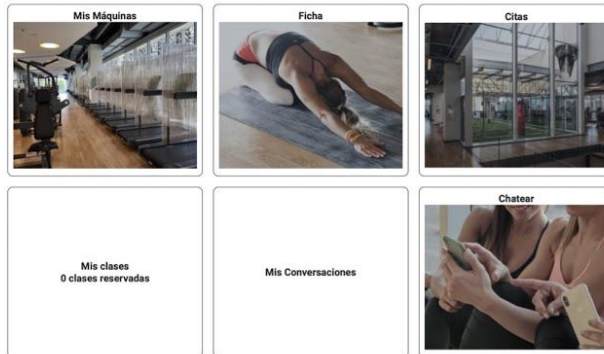 Mis Máquinas
Ficha
Citas
Mis clases
0 clases reservadas
Mis Conversaciones
Chatear